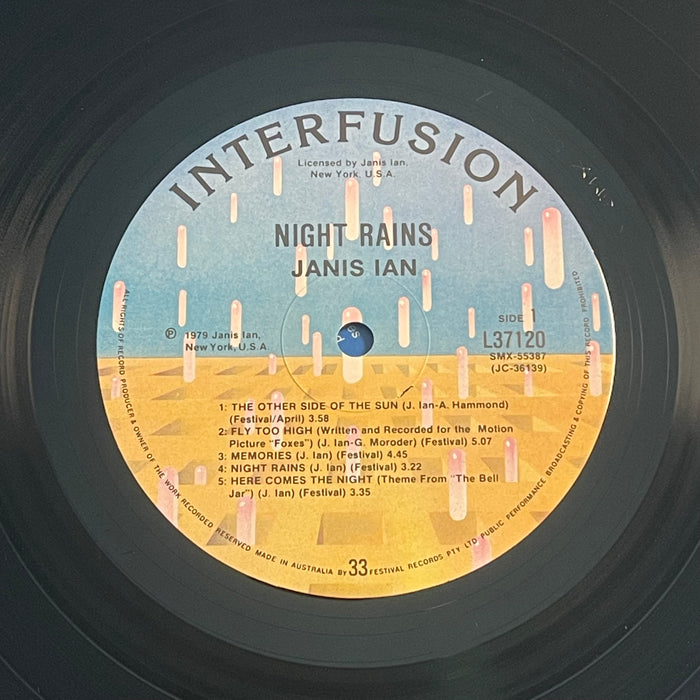 INTERFUSION
Licensed by Janis Ian.
New York, U.S.A.
NIGHT RAINS
JANIS IAN
Ⓟ 1979 Janis Ian,
New York, U.S.A
SIDE 1
L37120
SMX-55387
(JC-36139)
1: THE OTHER SIDE OF THE SUN (J. Ian-A. Hammond)
(Festival/April) 3.58
2: FLY TOO HIGH (Written and Recorded for the Motion
Picture "Foxes") (J. Ian-G. Moroder) (Festival) 5.07
3: MEMORIES (J. Ian) (Festival) 4.45
4: NIGHT RAINS (J. Ian) (Festival) 3.22
5: HERE COMES THE NIGHT (Theme From "The Bell
Jar") (J. Ian) (Festival) 3.35
ALL RIGHTS OF RECORD PRODUCER & OWNER OF THE WORK RECORDED RESERVED MADE IN AUSTRALIA BY 33 FESTIVAL RECORDS PTY LTD PUBLIC PERFORMANCE BROADCASTING & COPYING OF THIS RECORD PROHIBITED